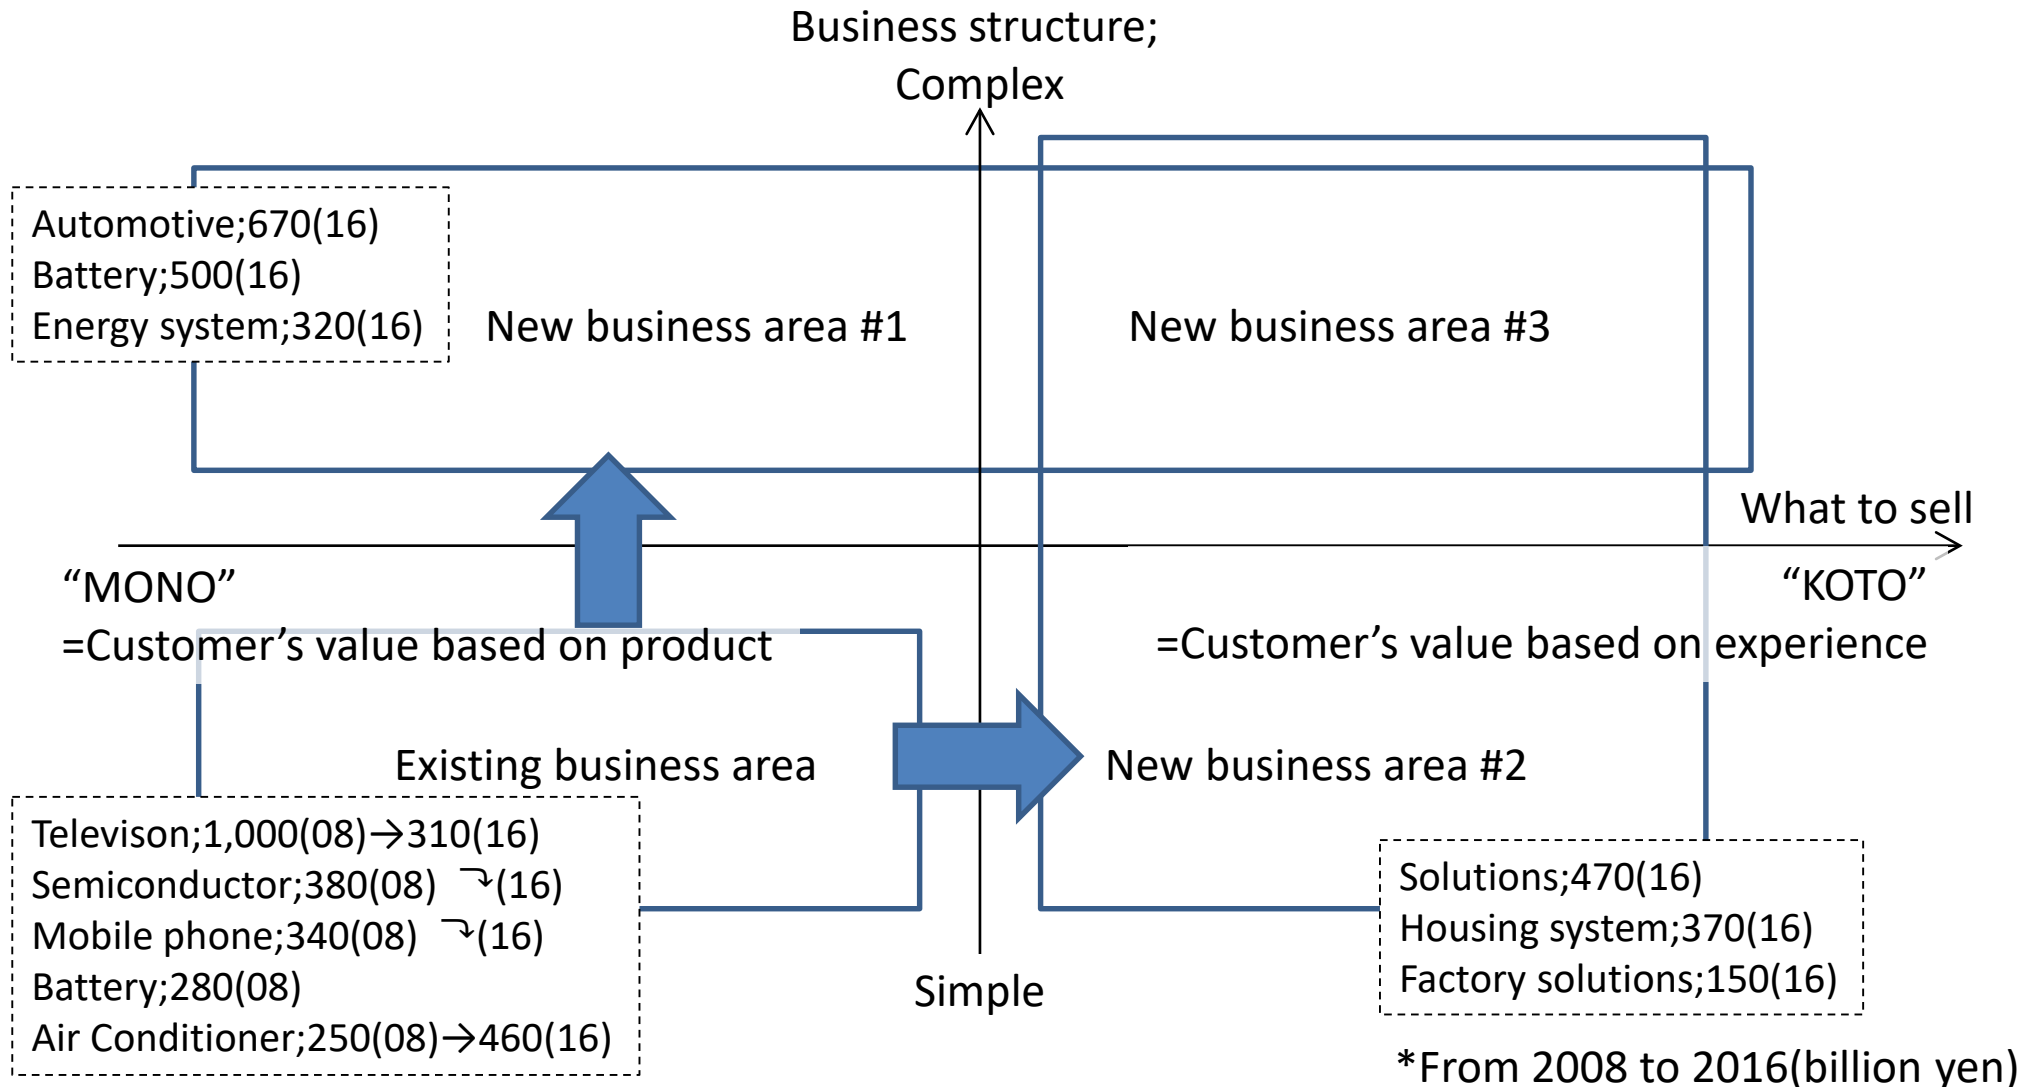 Business structure;
Complex
Automotive;670(16)
Battery;500(16)
Energy system;320(16)
New business area #1
New business area #3
What to sell
“MONO”
=Customer’s value based on product
“KOTO”
=Customer’s value based on experience
Existing business area
New business area #2
Televison;1,000(08)→310(16)
Semiconductor;380(08) ⤵(16)
Mobile phone;340(08) ⤵(16)
Battery;280(08)
Air Conditioner;250(08)→460(16)
Simple
Solutions;470(16)
Housing system;370(16)
Factory solutions;150(16)
*From 2008 to 2016(billion yen)